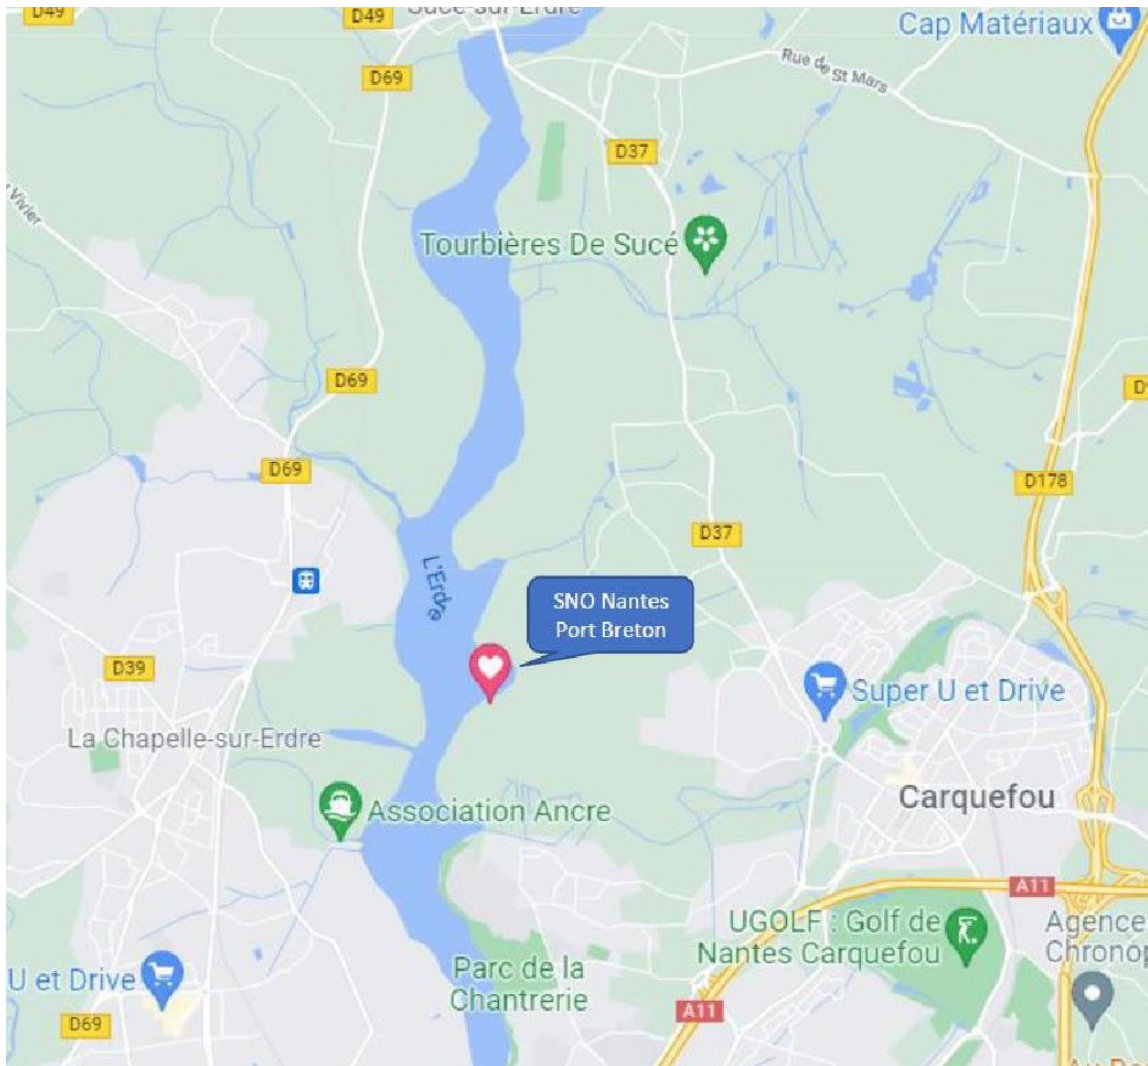 D49
D49
Sucé-sur-Erdre
Cap Matériaux
Rue de St Mars
D69
D37
Vivier
Tourbières De Sucé
D69
D69
D178
D37
L'Erdre
SNO Nantes
Port Breton
D39
Super U et Drive
La Chapelle-sur-Erdre
Carquefou
Association Ancre
A11
UGOLF : Golf de
Nantes Carquefou
Agence
Chronop
Parc de la
Chantrerie
U et Drive
A11
D69